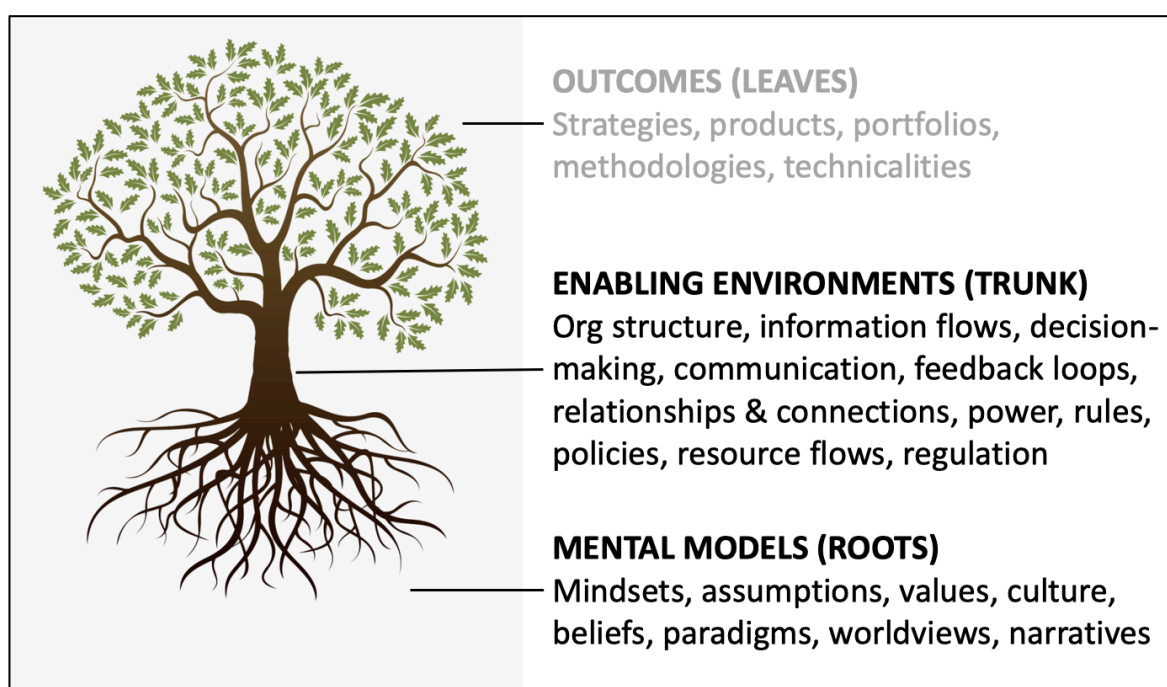 OUTCOMES (LEAVES)
Strategies, products, portfolios,
methodologies, technicalities
ENABLING ENVIRONMENTS (TRUNK)
Org structure, information flows, decision-
making, communication, feedback loops,
relationships & connections, power, rules,
policies, resource flows, regulation
MENTAL MODELS (ROOTS)
Mindsets, assumptions, values, culture,
beliefs, paradigms, worldviews, narratives